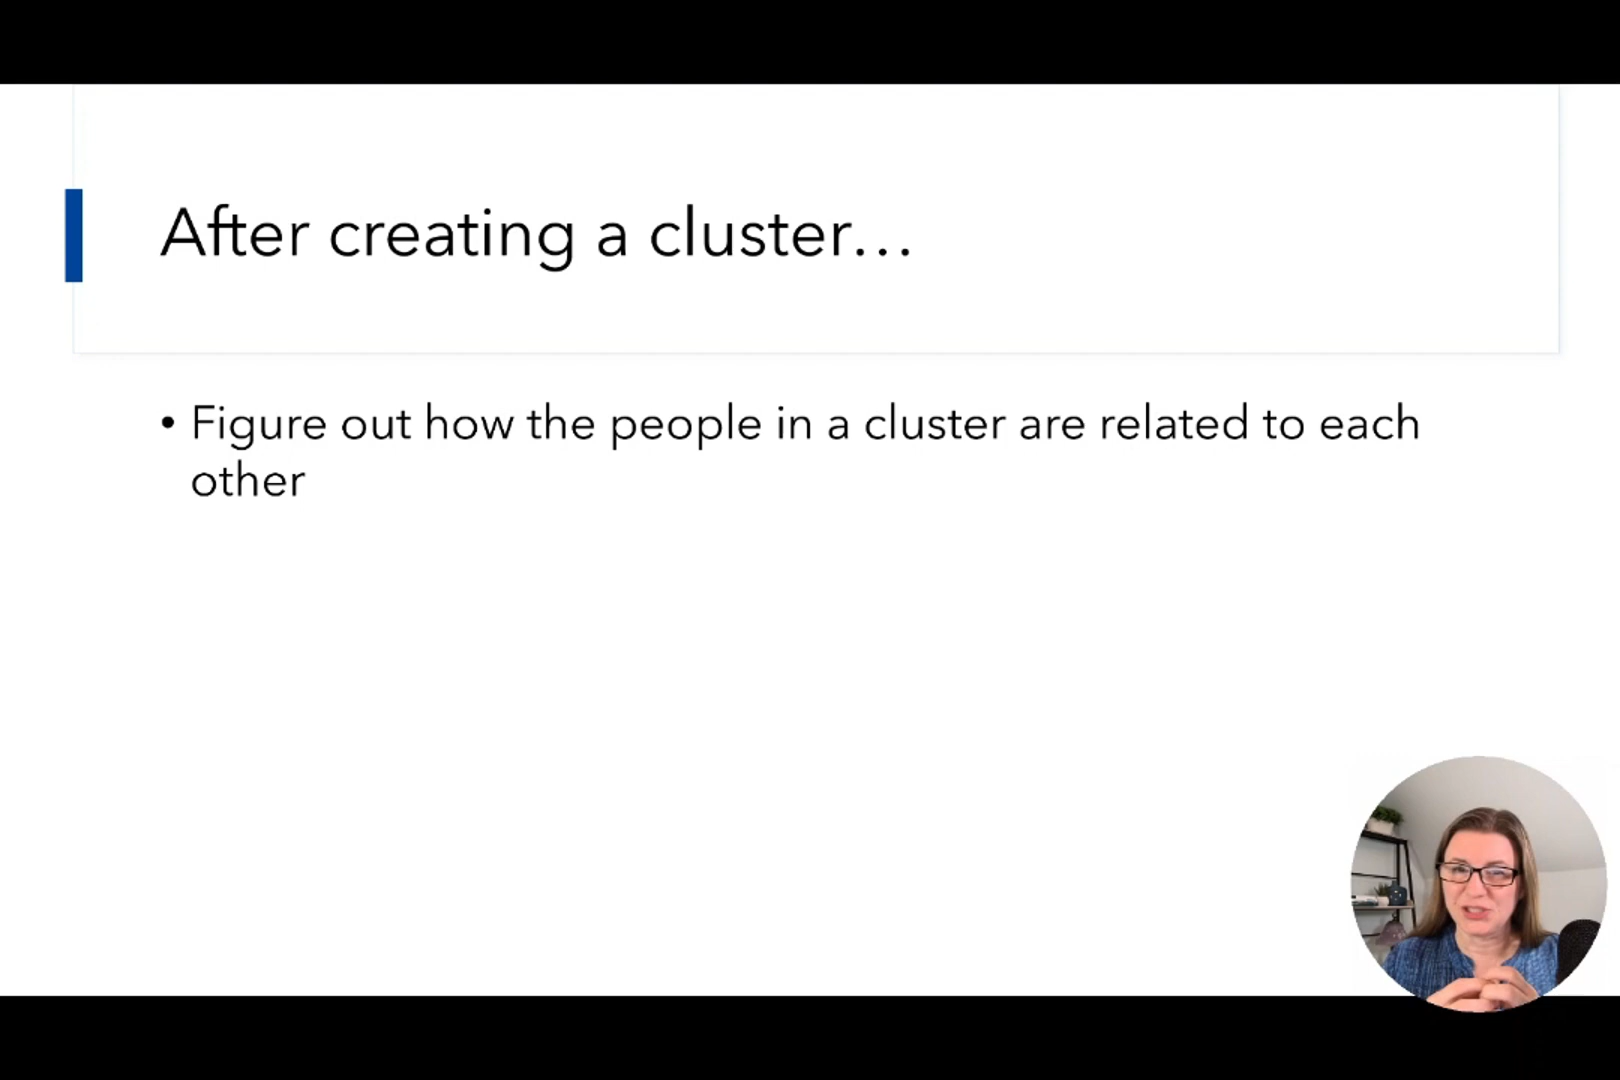 After creating a cluster…
• Figure out how the people in a cluster are related to each
other